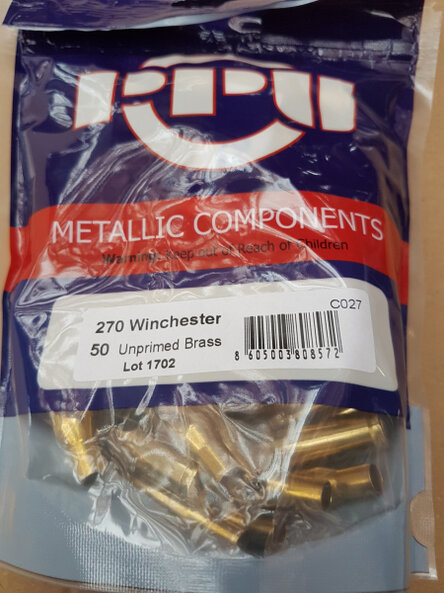 PPU
METALLIC COMPONENTS
Warning: Keep out of Reach of Children
C027
270 Winchester
50 Unprimed Brass
Lot 1702
8 605003 808572